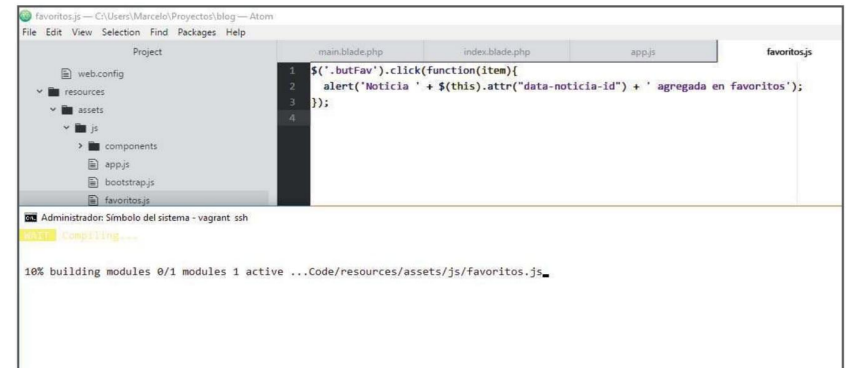 favoritos.js — C:\Users\Marcelo\Proyectos\blog — Atom
File Edit View Selection Find Packages Help
Project
main.blade.php index.blade.php app.js favoritos.js
web.config
resources
assets
js
components
app.js
bootstrap.js
favoritos.js
1 $('.butFav').click(function(item){
2 alert('Noticia ' + $(this).attr("data-noticia-id") + ' agregada en favoritos');
3 });
4
Administrador: Símbolo del sistema - vagrant ssh
WAIT Compiling...
10% building modules 0/1 modules 1 active ...Code/resources/assets/js/favoritos.js